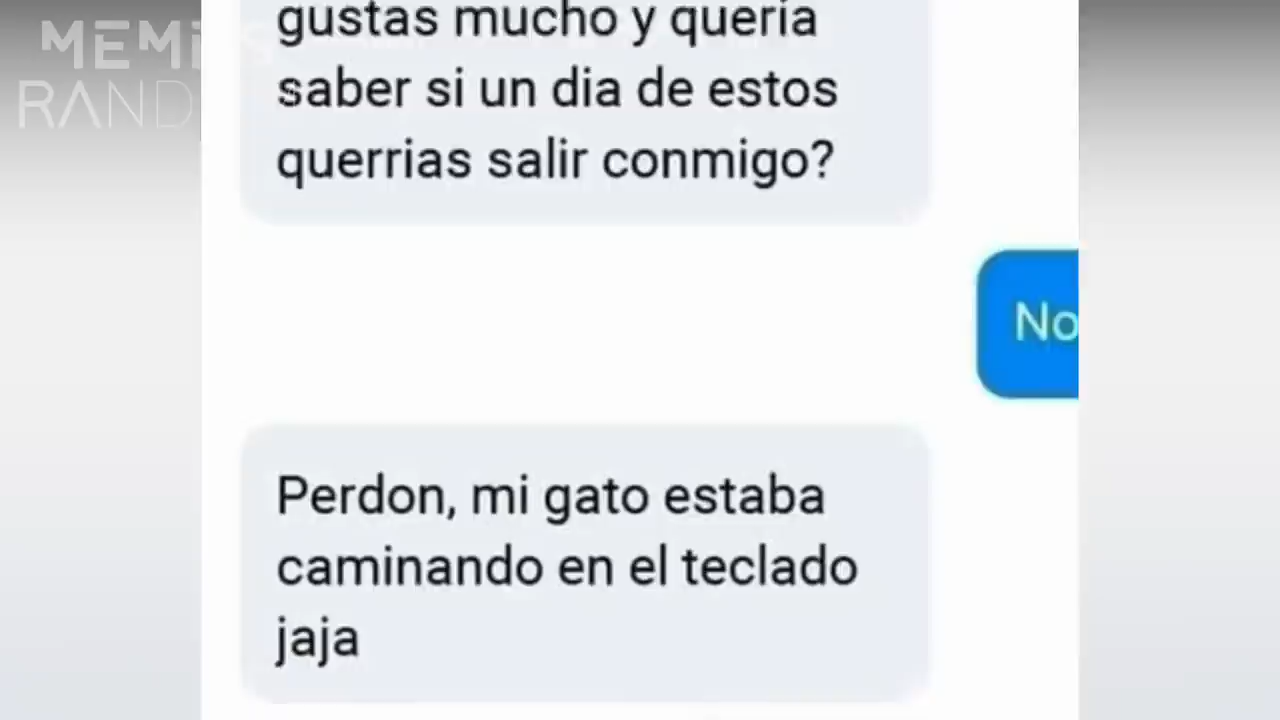 gustas mucho y quería
saber si un dia de estos
querrias salir conmigo?
No
Perdon, mi gato estaba
caminando en el teclado
jaja